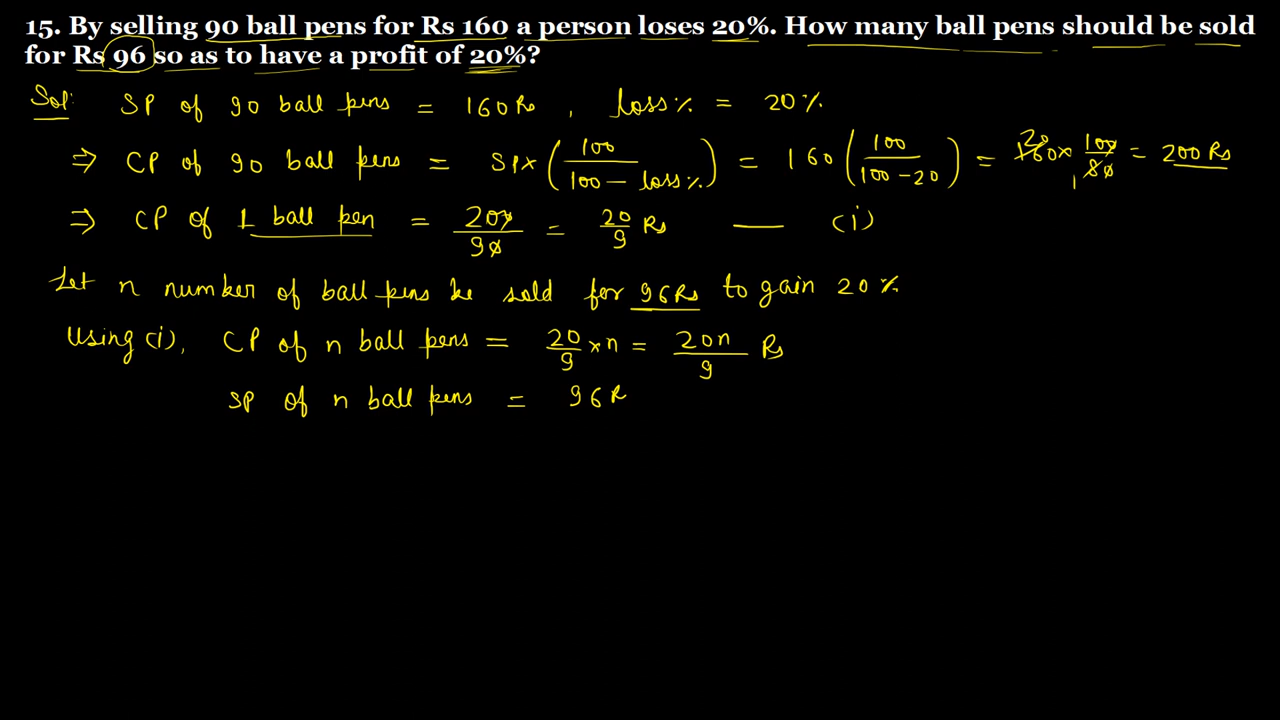 15. By selling 90 ball pens for Rs 160 a person loses 20%. How many ball pens should be sold
for Rs 96 so as to have a profit of 20%?
Sol: SP of 90 ball pens = 160 Rs, loss% = 20%
⇒ CP of 90 ball pens = SP×(100/100 − loss%) = 160(100/100−20) = 160 × 100/80 = 200 Rs
⇒ CP of 1 ball pen = 200/90 = 20/9 Rs — (i)
Let n number of ball pens be sold for 96Rs to gain 20%
Using (i), CP of n ball pens = 20/9 × n = 20n/9 Rs
SP of n ball pens = 96R